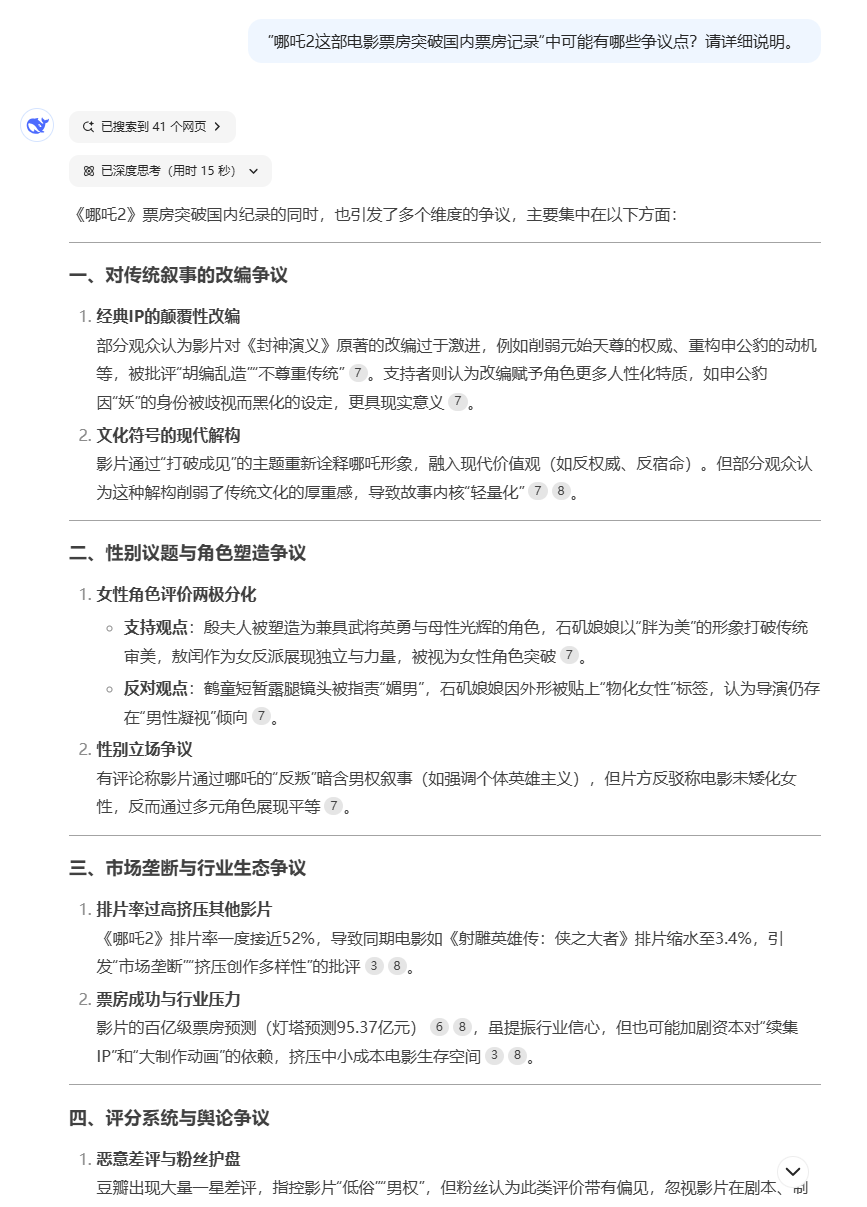 “哪吒2这部电影票房突破国内票房记录“中可能有哪些争议点？请详细说明。
已搜索到 41 个网页
已深度思考（用时 15 秒）
《哪吒2》票房突破国内纪录的同时，也引发了多个维度的争议，主要集中在以下方面：
一、对传统叙事的改编争议
1. 经典IP的颠覆性改编
部分观众认为影片对《封神演义》原著的改编过于激进，例如削弱元始天尊的权威、重构申公豹的动机
等，被批评“胡编乱造”“不尊重传统” 7 。支持者则认为改编赋予角色更多人性化特质，如申公豹
因“妖”的身份被歧视而黑化的设定，更具现实意义 7 。
2. 文化符号的现代解构
影片通过“打破成见”的主题重新诠释哪吒形象，融入现代价值观（如反权威、反宿命）。但部分观众认
为这种解构削弱了传统文化的厚重感，导致故事内核“轻量化” 7 8 。
二、性别议题与角色塑造争议
1. 女性角色评价两极分化
支持观点：殷夫人被塑造为兼具武将英勇与母性光辉的角色，石矶娘娘以“胖为美”的形象打破传统
审美，敖闰作为女反派展现独立与力量，被视为女性角色突破 7 。
反对观点：鹤童短暂露腿镜头被指责“媚男”，石矶娘娘因外形被贴上“物化女性”标签，认为导演仍存
在“男性凝视”倾向 7 。
2. 性别立场争议
有评论称影片通过哪吒的“反叛”暗含男权叙事（如强调个体英雄主义），但片方反驳称电影未矮化女
性，反而通过多元角色展现平等 7 。
三、市场垄断与行业生态争议
1. 排片率过高挤压其他影片
《哪吒2》排片率一度接近52%，导致同期电影如《射雕英雄传：侠之大者》排片缩水至3.4%，引
发“市场垄断”“挤压创作多样性”的批评 3 8 。
2. 票房成功与行业压力
影片的百亿级票房预测（灯塔预测95.37亿元） 6 8 ，虽提振行业信心，但也可能加剧资本对“续集
IP”和“大制作动画”的依赖，挤压中小成本电影生存空间 3 8 。
四、评分系统与舆论争议
1. 恶意差评与粉丝护盘
豆瓣出现大量一星差评，指控影片“低俗”“男权”，但粉丝认为此类评价带有偏见，忽视影片在剧本、制